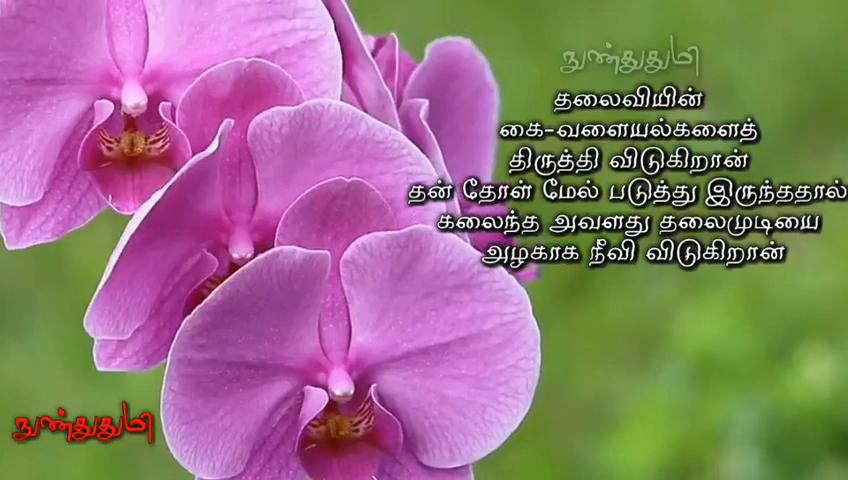 நுண்துதுமி
தலைவியின்
கை-வளையல்களைத்
திருத்தி விடுகிறான்
தன் தோள் மேல் படுத்து இருந்ததால்
கலைந்த அவளது தலைமுடியை
அழகாக நீவி விடுகிறான்
நுண்துதுமி